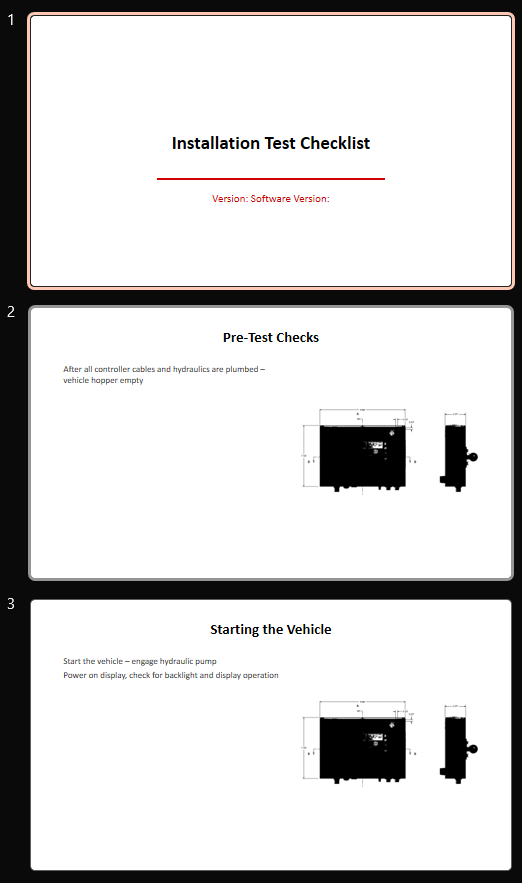 1
Installation Test Checklist
Version: Software Version:
2
Pre-Test Checks
After all controller cables and hydraulics are plumbed –
vehicle hopper empty
3
Starting the Vehicle
Start the vehicle – engage hydraulic pump
Power on display, check for backlight and display operation